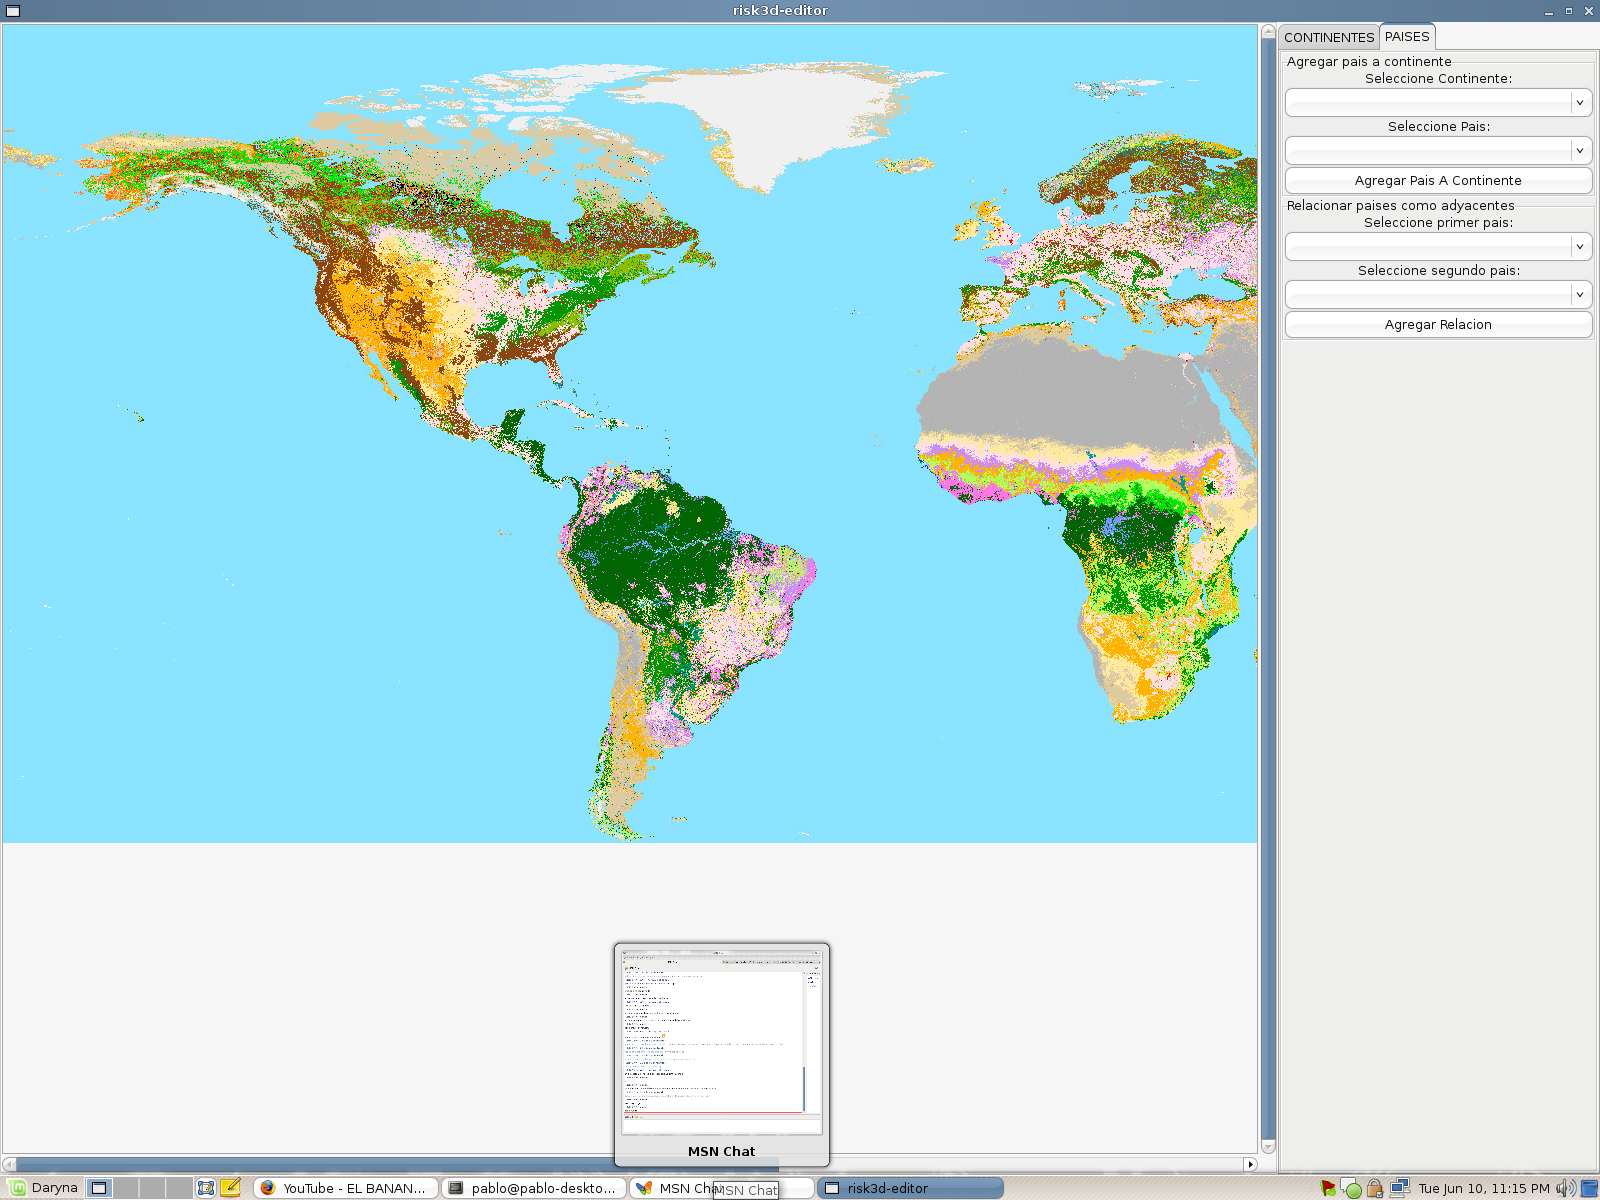 risk3d-editor
CONTINENTES
PAISES
Agregar pais a continente
Seleccione Continente:
Seleccione Pais:
Agregar Pais A Continente
Relacionar paises como adyacentes
Seleccione primer pais:
Seleccione segundo pais:
Agregar Relacion
MSN Chat
Daryna
YouTube - EL BANAN...
pablo@pablo-deskto...
MSN Cha
MSN Chat
risk3d-editor
Tue Jun 10, 11:15 PM